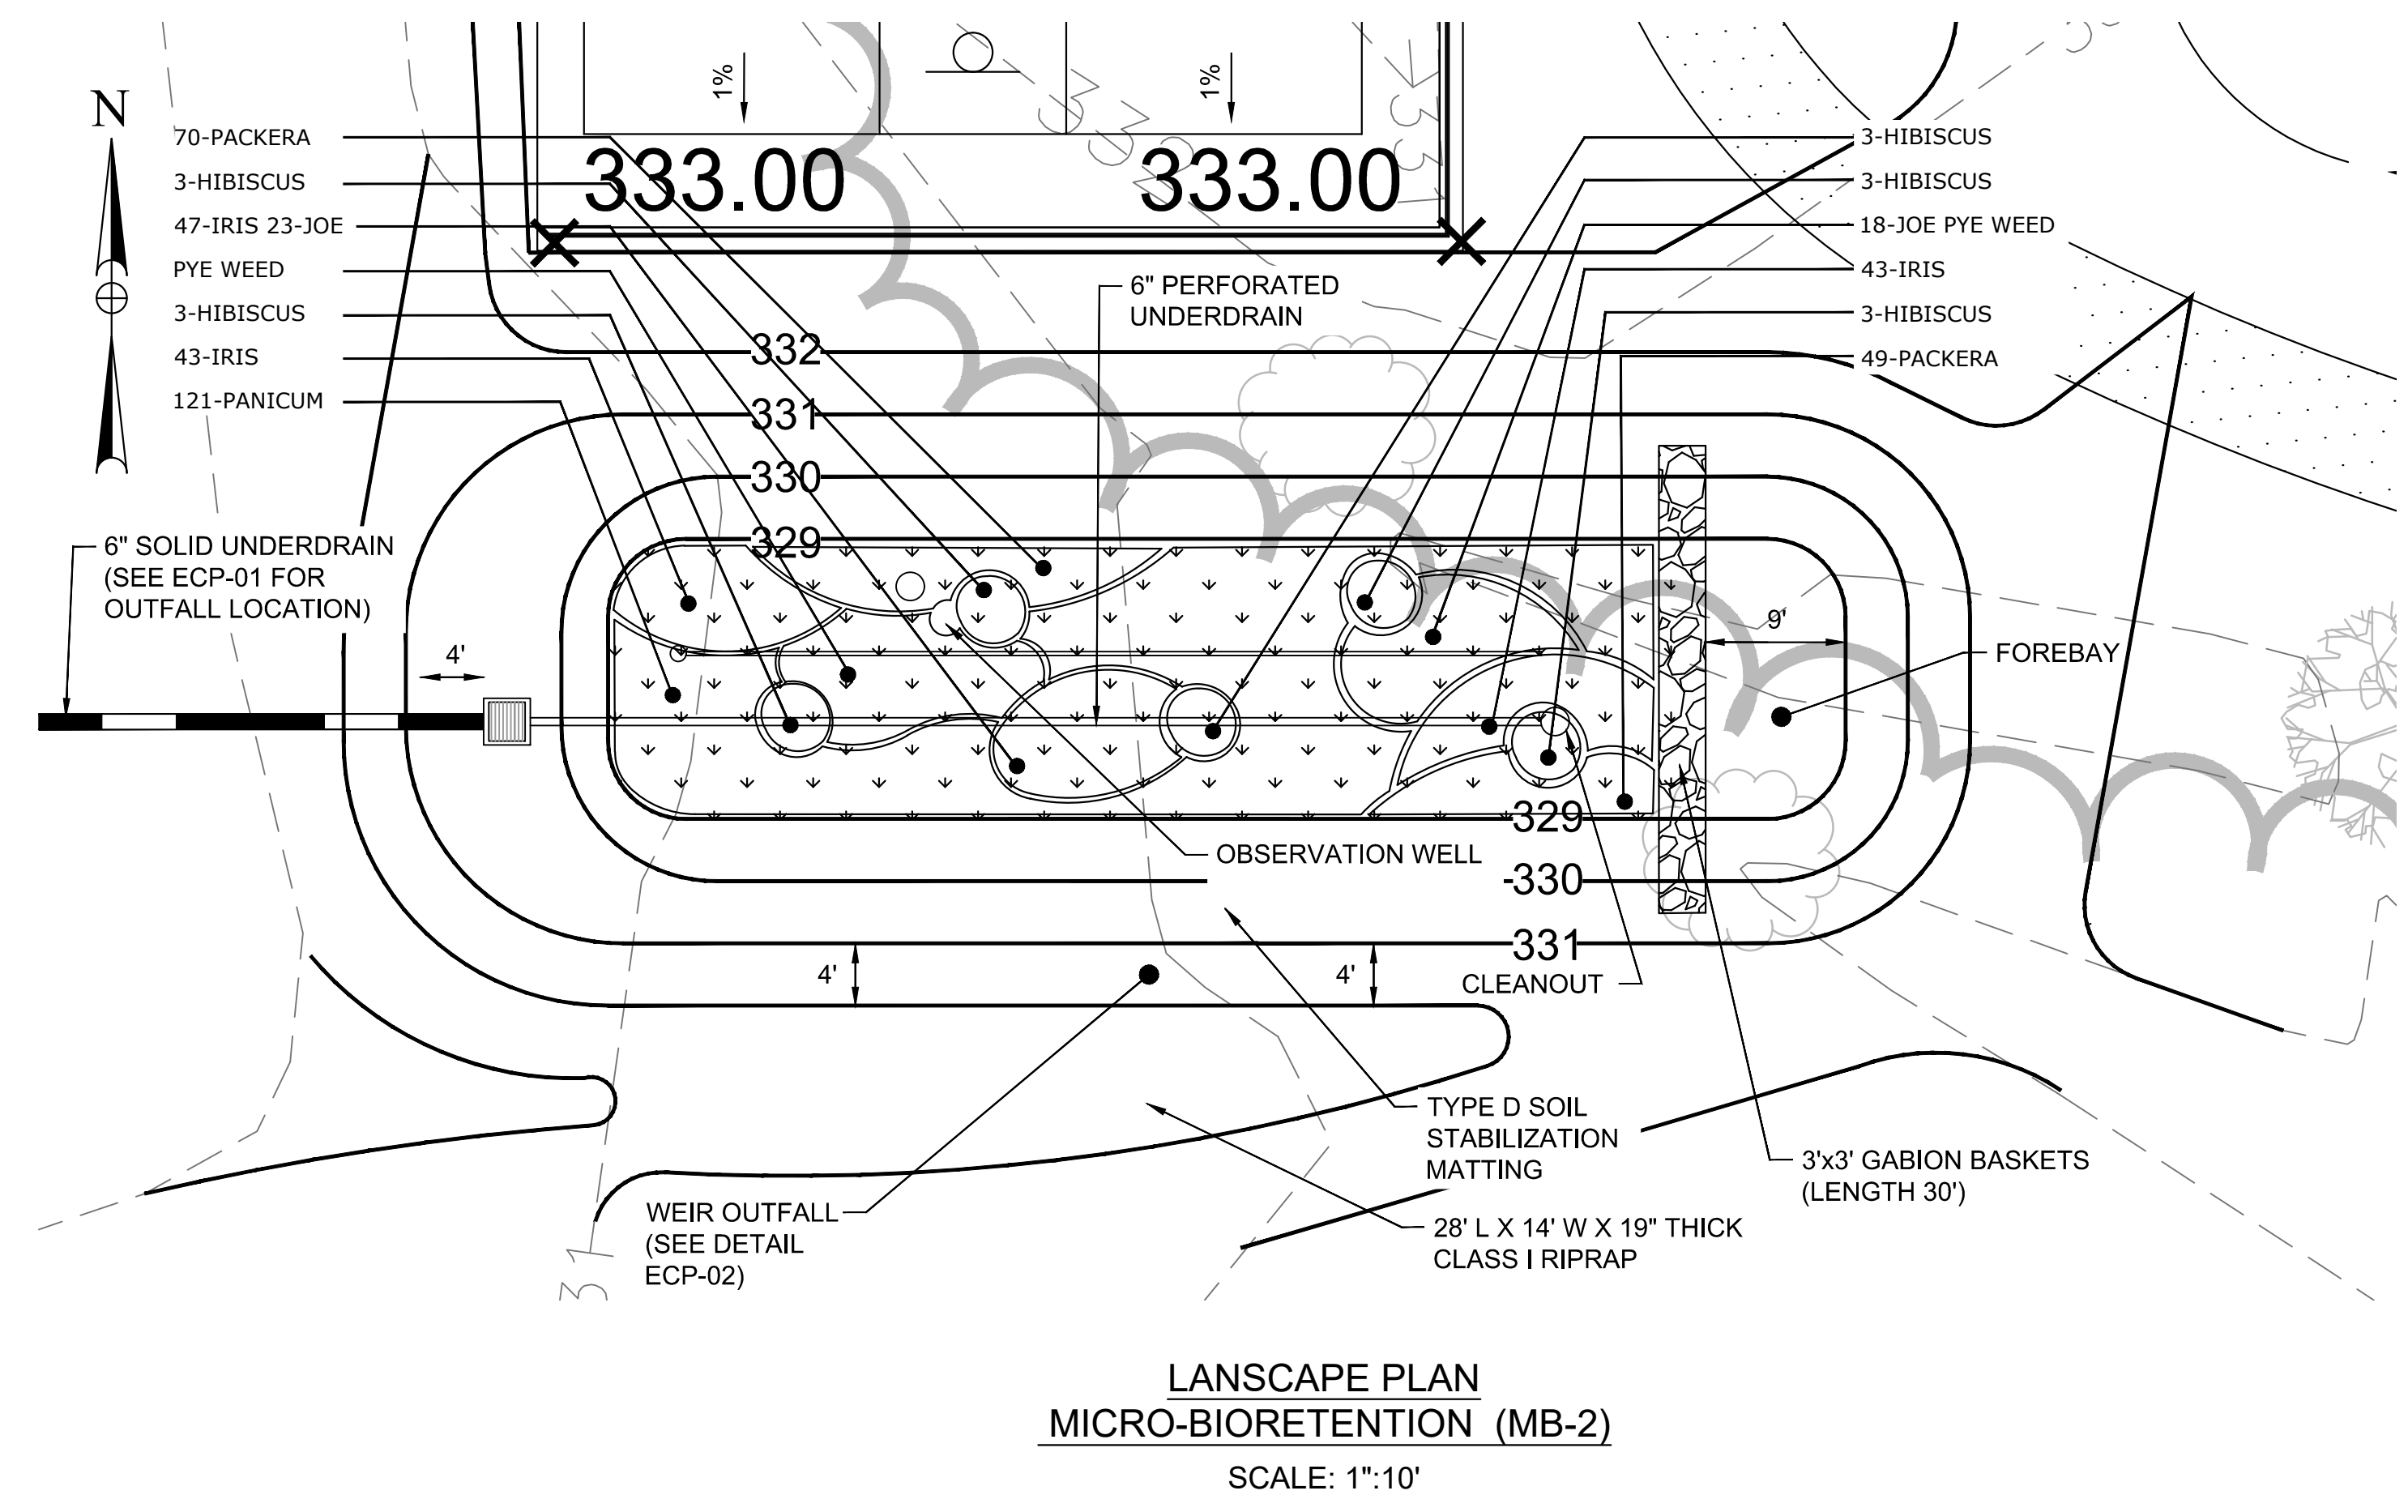 N
1%
1%
70-PACKERA
3-HIBISCUS
47-IRIS 23-JOE
PYE WEED
3-HIBISCUS
43-IRIS
121-PANICUM
333.00
333.00
3-HIBISCUS
3-HIBISCUS
18-JOE PYE WEED
43-IRIS
3-HIBISCUS
49-PACKERA
6" PERFORATED
UNDERDRAIN
332
331
330
329
6" SOLID UNDERDRAIN
(SEE ECP-01 FOR
OUTFALL LOCATION)
4'
9'
FOREBAY
329
OBSERVATION WELL
-330
331
4'
4'
CLEANOUT
TYPE D SOIL
STABILIZATION
MATTING
3'x3' GABION BASKETS
(LENGTH 30')
WEIR OUTFALL
(SEE DETAIL
ECP-02)
28' L X 14' W X 19" THICK
CLASS I RIPRAP
LANSCAPE PLAN
MICRO-BIORETENTION (MB-2)
SCALE: 1":10'